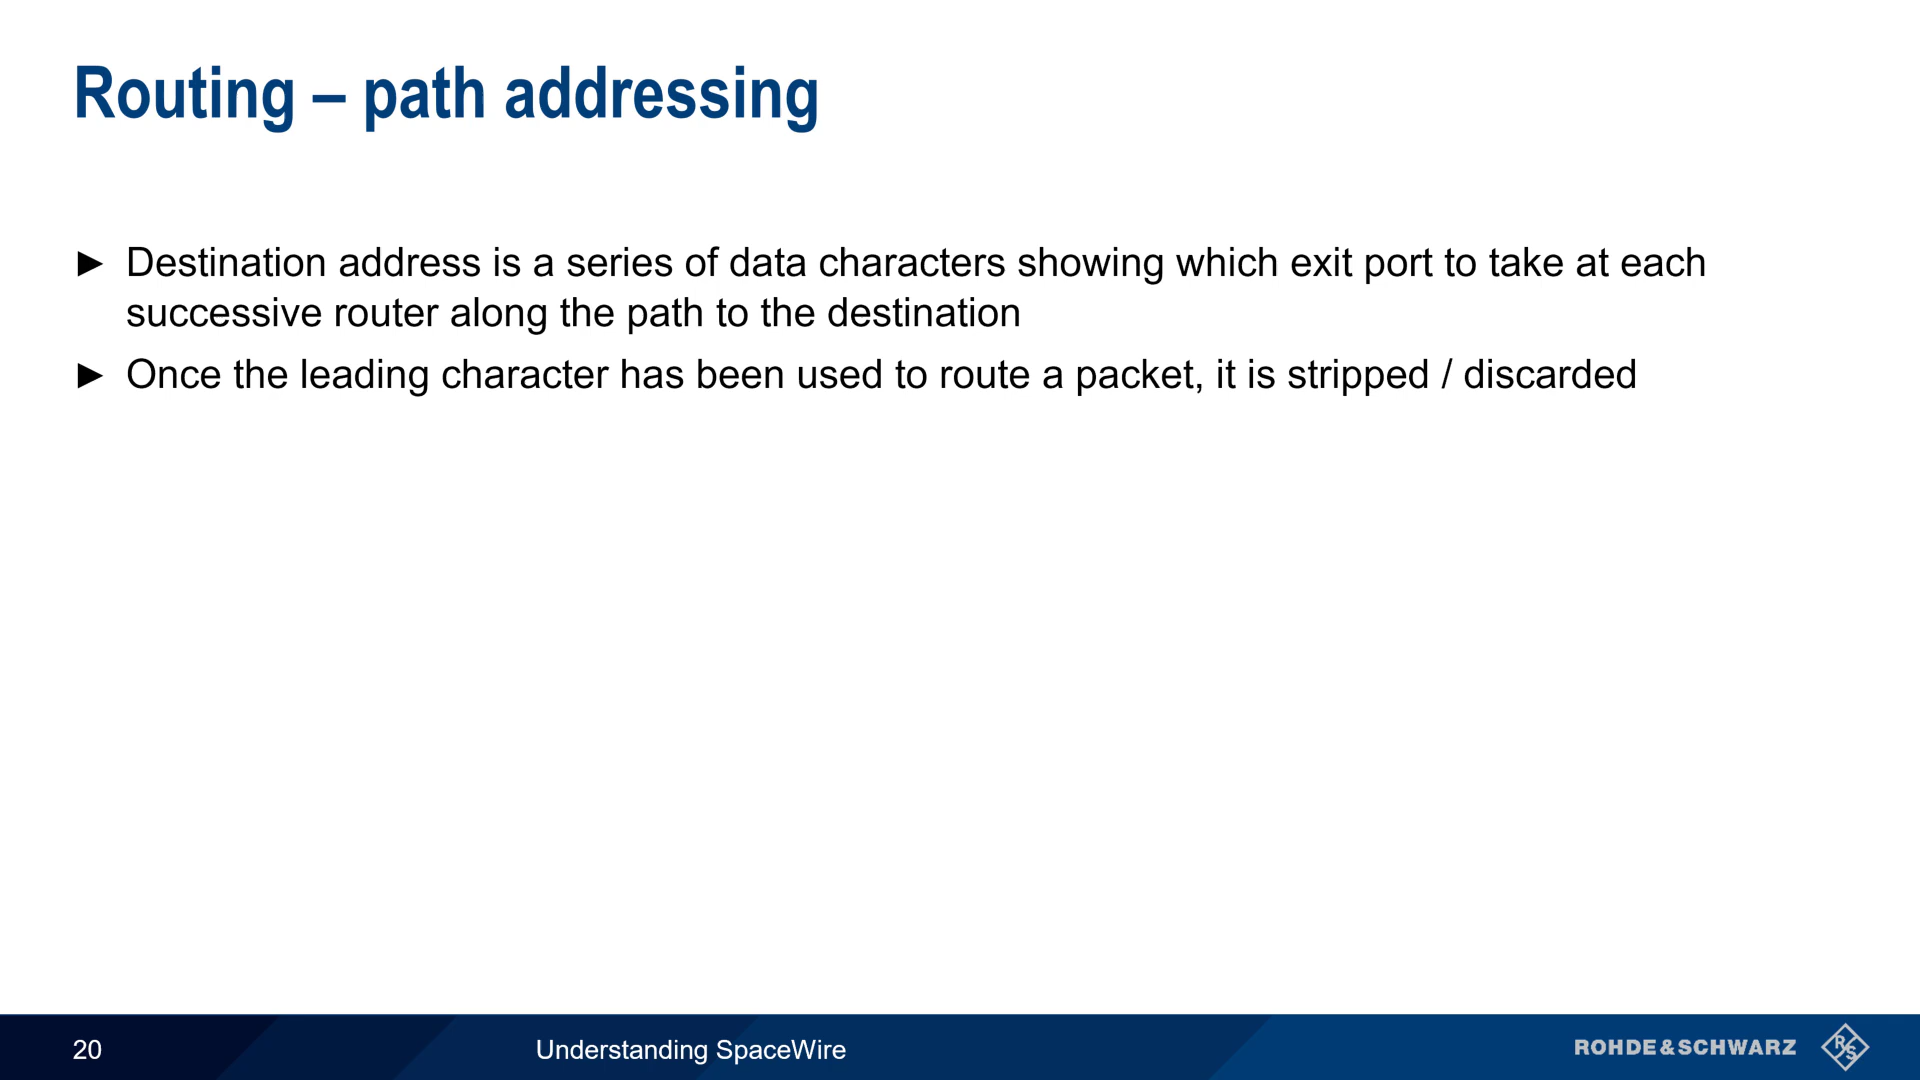 Routing – path addressing
► Destination address is a series of data characters showing which exit port to take at each
successive router along the path to the destination
► Once the leading character has been used to route a packet, it is stripped / discarded
20
Understanding SpaceWire
ROHDE&SCHWARZ
R&S